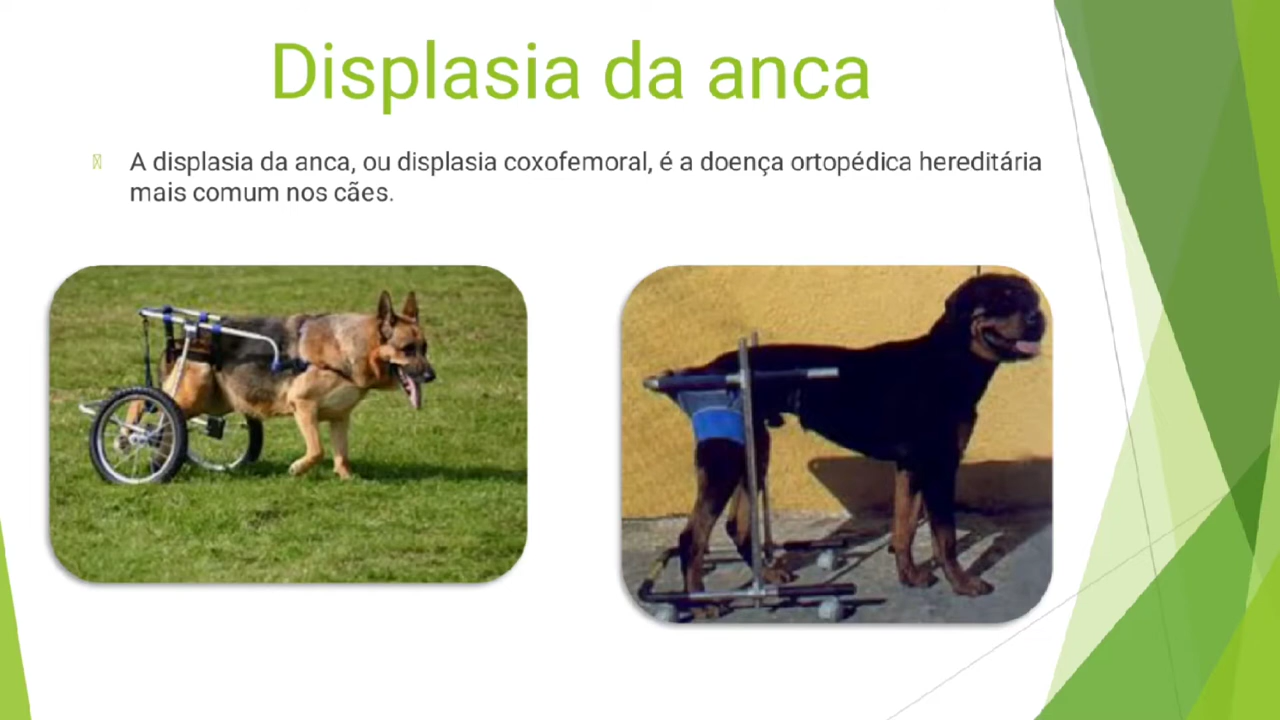 Displasia da anca
A displasia da anca, ou displasia coxofemoral, é a doença ortopédica hereditária
mais comum nos cães.